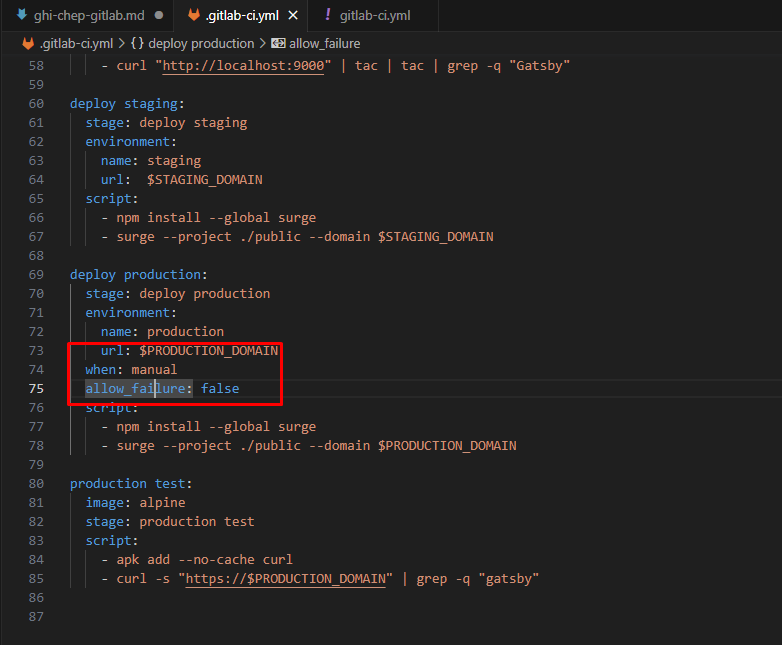 ghi-chep-gitlab.md .gitlab-ci.yml gitlab-ci.yml
.gitlab-ci.yml > {} deploy production > allow_failure
58 - curl "http://localhost:9000" | tac | tac | grep -q "Gatsby"
59
60 deploy staging:
61 stage: deploy staging
62 environment:
63 name: staging
64 url:  $STAGING_DOMAIN
65 script:
66 - npm install --global surge
67 - surge --project ./public --domain $STAGING_DOMAIN
68
69 deploy production:
70 stage: deploy production
71 environment:
72 name: production
73 url: $PRODUCTION_DOMAIN
74 when: manual
75 allow_failure: false
76 script:
77 - npm install --global surge
78 - surge --project ./public --domain $PRODUCTION_DOMAIN
79
80 production test:
81 image: alpine
82 stage: production test
83 script:
84 - apk add --no-cache curl
85 - curl -s "https://$PRODUCTION_DOMAIN" | grep -q "gatsby"
86
87